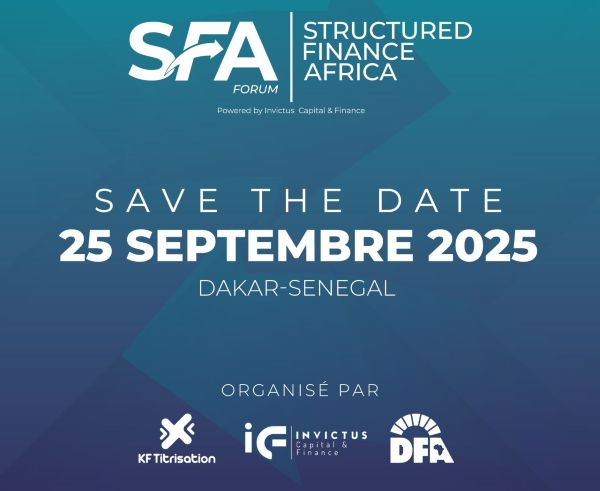 SFA
FORUM
STRUCTURED
FINANCE
AFRICA
Powered by Invictus Capital & Finance
SAVE THE DATE
25 SEPTEMBRE 2025
DAKAR-SENEGAL
ORGANISÉ PAR
KF Titrisation
iCF
INVICTUS
Capital &
Finance
DFA